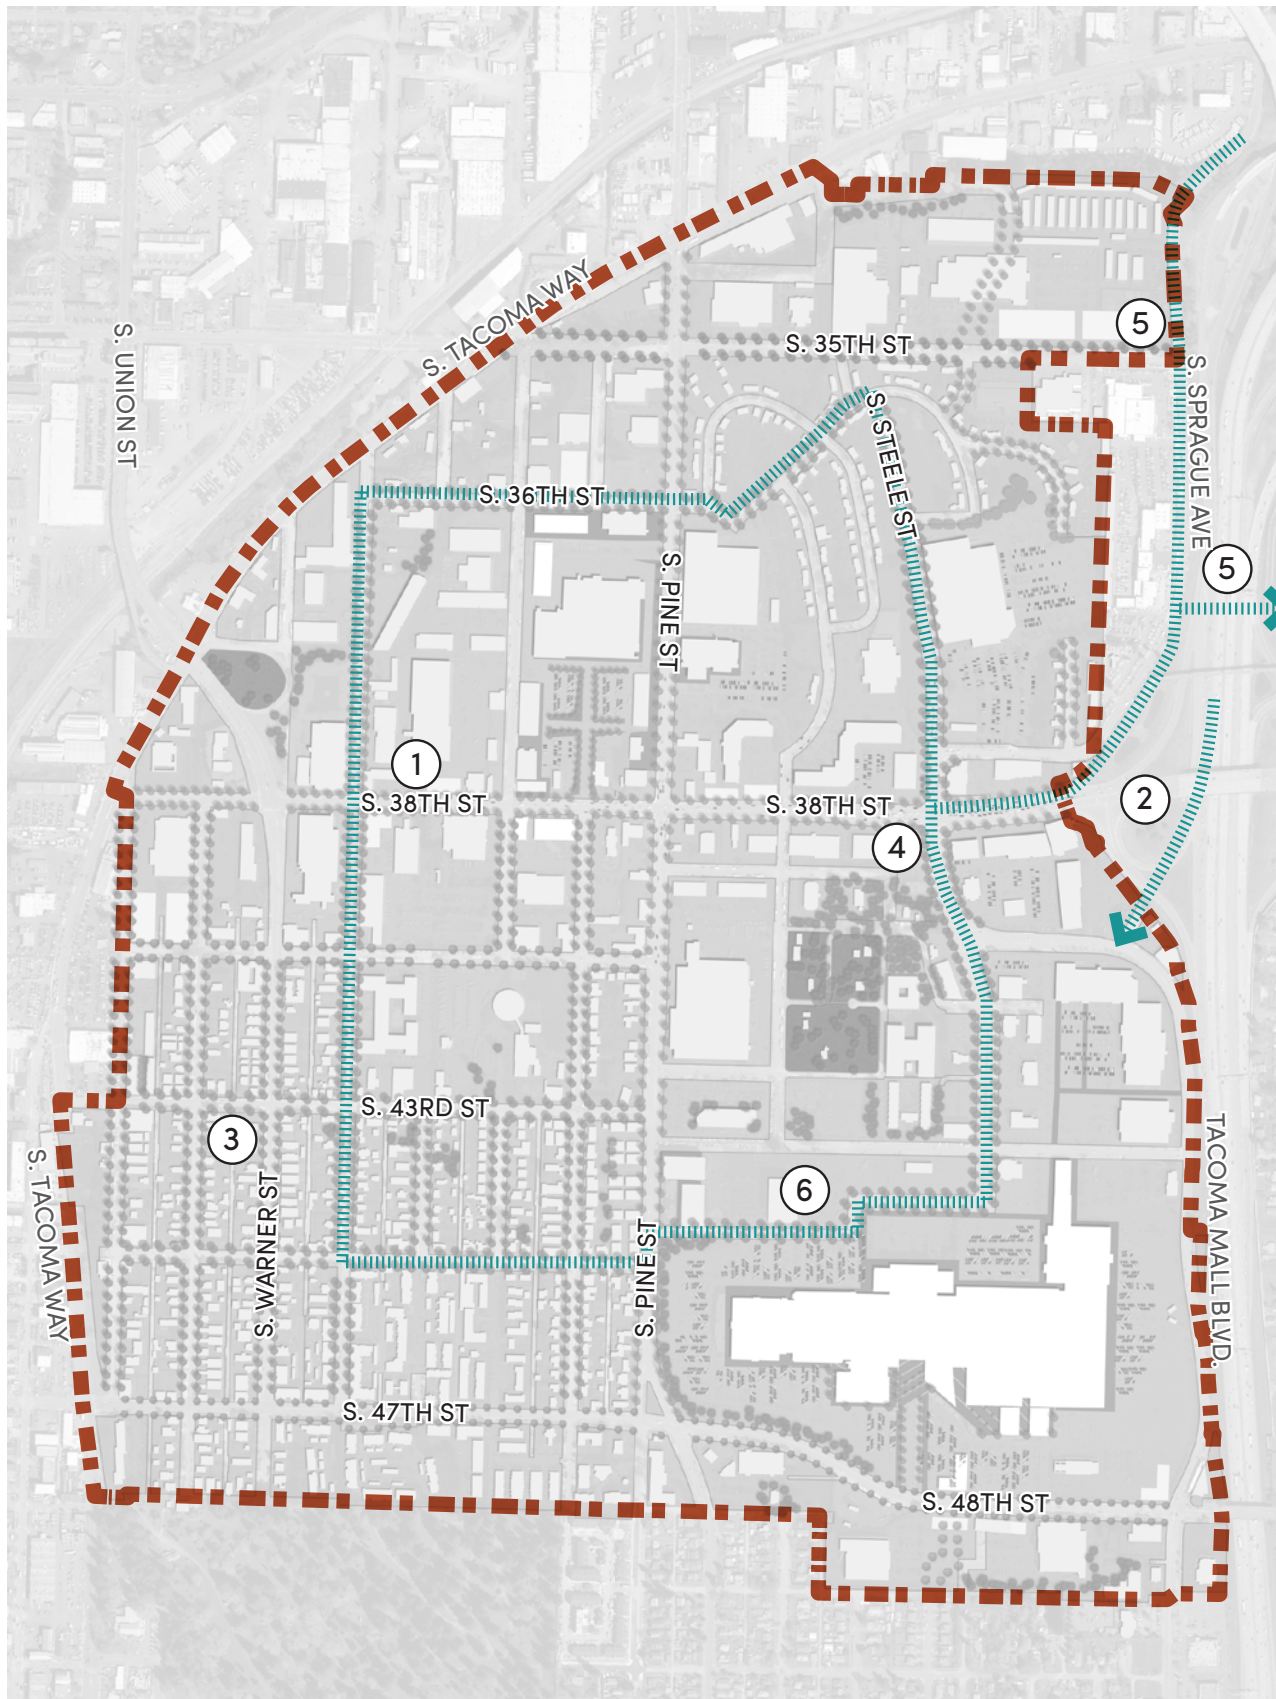 S. TACOMA WAY
S. UNION ST
5
S. 35TH ST
S. SPRAGUE AVE
S. STEELE ST
S. 36TH ST
5
S. PINE ST
1
2
S. 38TH ST
S. 38TH ST
4
S. 43RD ST
3
TACOMA MALL BLVD.
S. TACOMA WAY
S. WARNER ST
6
S. PINE ST
S. 47TH ST
S. 48TH ST